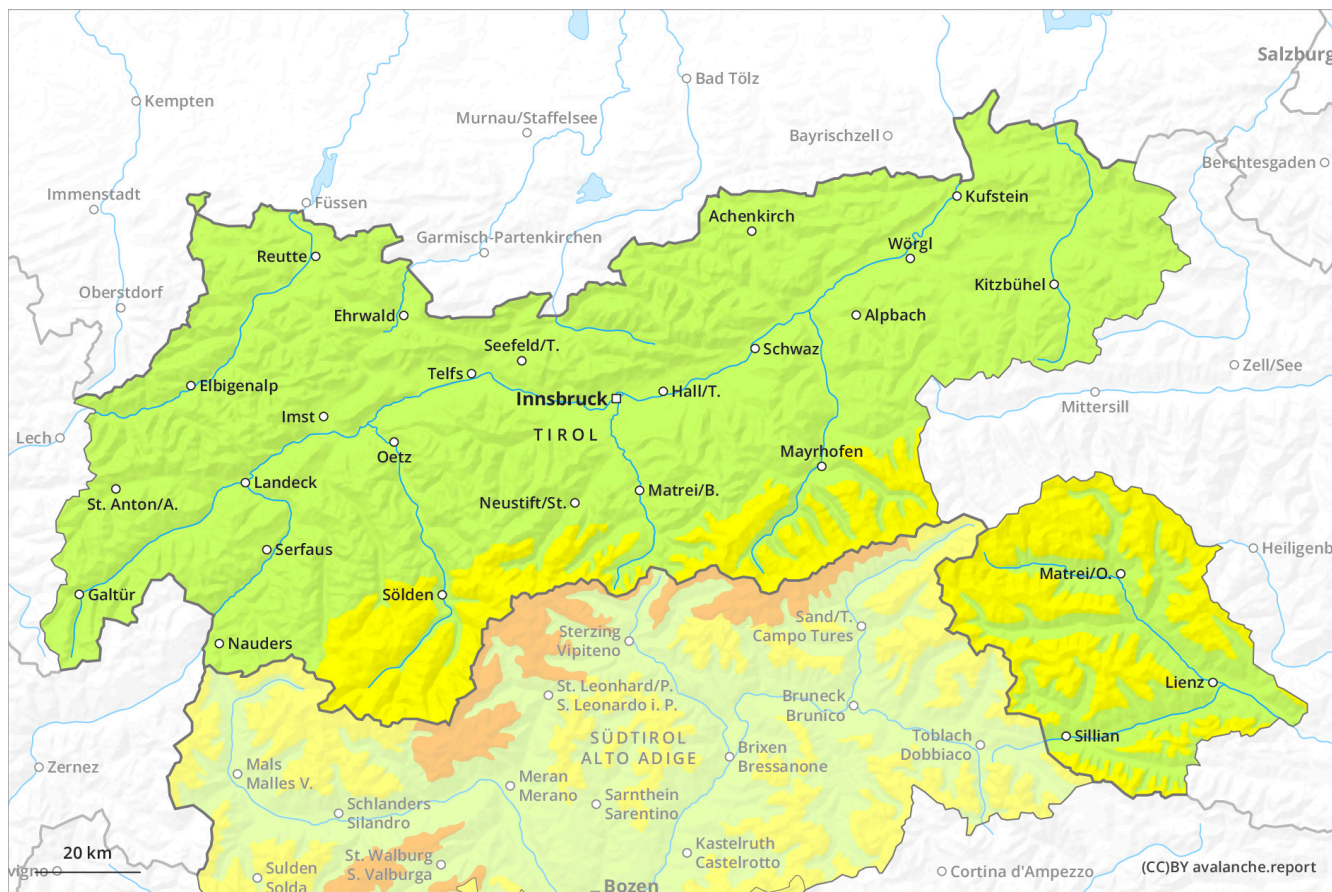 Salzburg
Bad Tölz
Kempten
Murnau/Staffelsee
Bayrischzell
Berchtesgaden
Immenstadt
Füssen
Kufstein
Achenkirch
Garmisch-Partenkirchen
Wörgl
Reutte
Oberstdorf
Kitzbühel
Ehrwald
Alpbach
Seefeld/T.
Schwaz
Zell/See
Telfs
Elbigenalp
Hall/T.
Innsbruck
Mittersill
Imst
Lech
TIROL
Oetz
Mayrhofen
Landeck
St. Anton/A.
Neustift/St.
Matrei/B.
Serfaus
Heiligenb
Matrei/O.
Galtür
Sölden
Sand/T.
Campo Tures
Sterzing
Vipiteno
Nauders
Lienz
St. Leonhard/P.
S. Leonardo i. P.
Bruneck
Brunico
SÜDTIROL
ALTO ADIGE
Toblach
Dobbiaco
Sillian
Brixen
Bressanone
Zernez
Mals
Malles V.
Meran
Merano
Sarnthein
Sarentino
Schlanders
Silandro
20 km
Kastelruth
Castelrotto
St. Walburg
S. Valburga
vigno
Sulden
Solda
Cortina d'Ampezzo
(CC)BY avalanche.report
Bozen